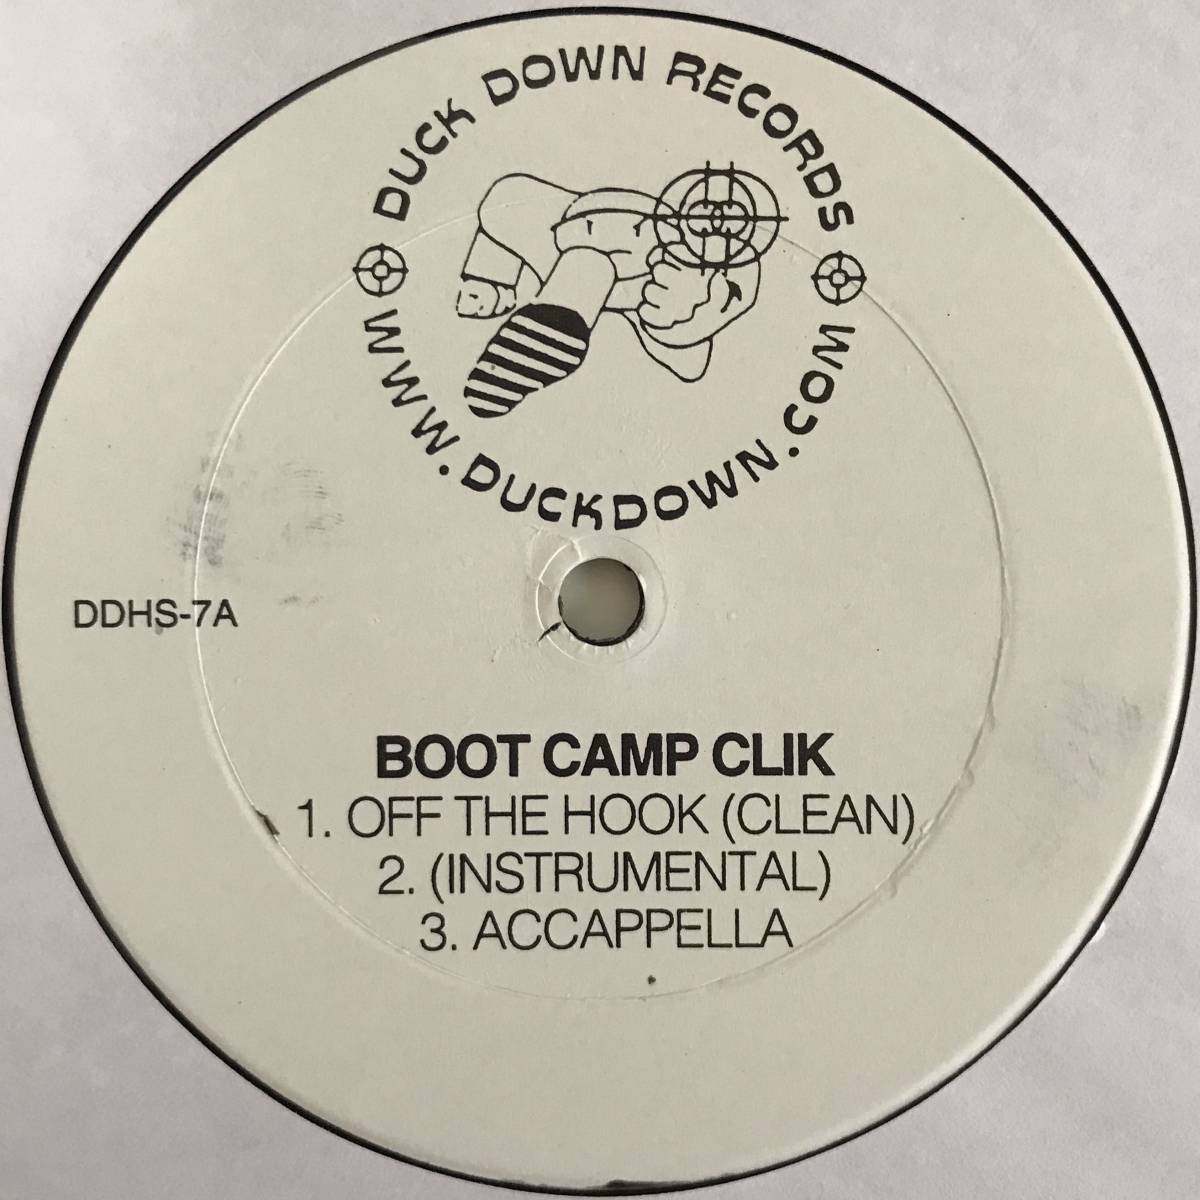 DUCK DOWN RECORDS
WWW.DUCKDOWN.COM
DDHS-7A
BOOT CAMP CLIK
1. OFF THE HOOK (CLEAN)
2. (INSTRUMENTAL)
3. ACCAPPELLA